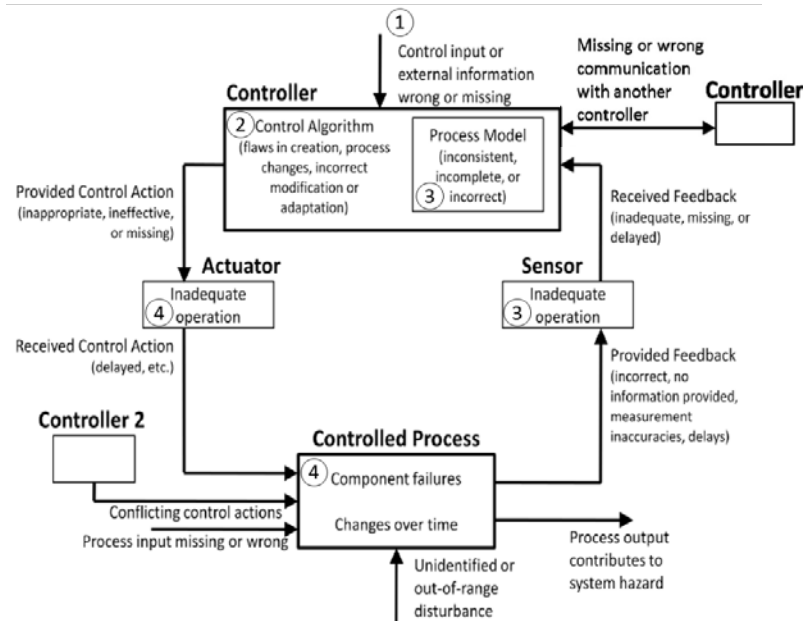 1
Control input or
external information
wrong or missing
Missing or wrong
communication
with another
controller
Controller
Controller
2 Control Algorithm
(flaws in creation, process
changes, incorrect
modification or
adaptation)
Process Model
(inconsistent,
incomplete, or
3 incorrect)
Provided Control Action
(inappropriate, ineffective,
or missing)
Received Feedback
(inadequate, missing, or
delayed)
Actuator
Inadequate
4 operation
Sensor
Inadequate
3 operation
Received Control Action
(delayed, etc.)
Provided Feedback
(incorrect, no
information provided,
measurement
inaccuracies, delays)
Controller 2
Controlled Process
4 Component failures
Changes over time
Conflicting control actions
Process input missing or wrong
Unidentified or
out-of-range
disturbance
Process output
contributes to
system hazard